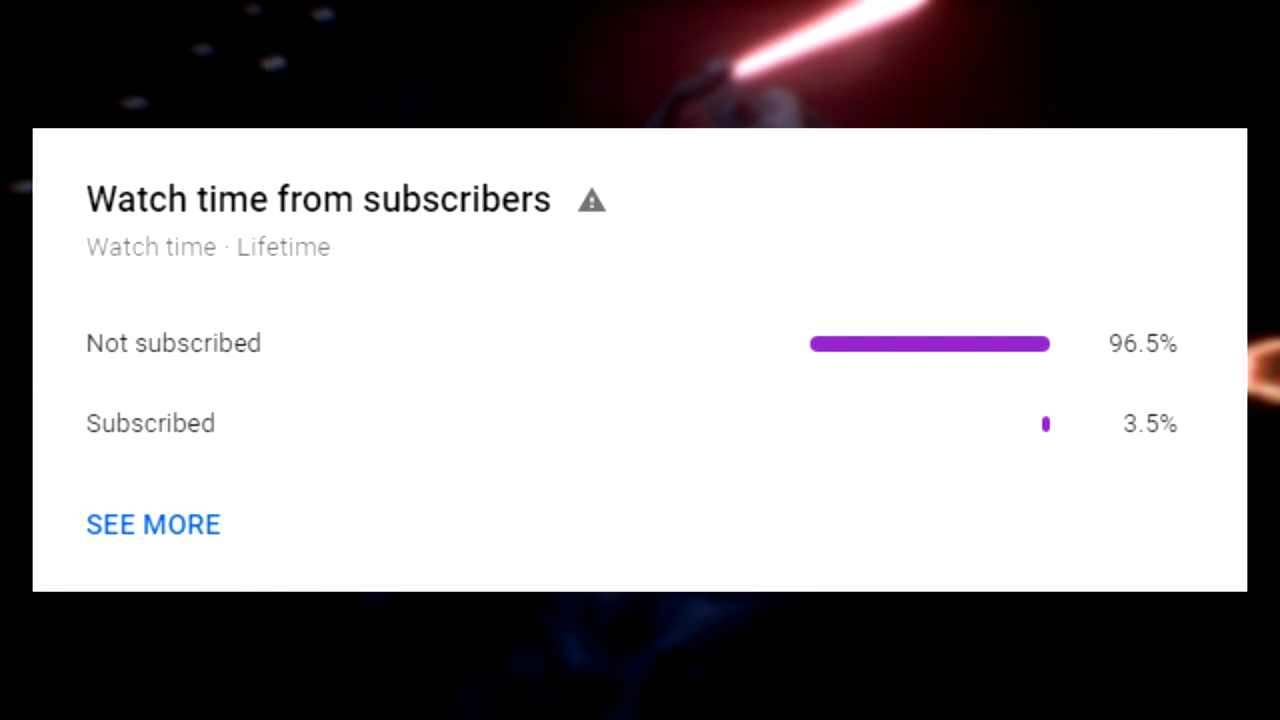 Watch time from subscribers
Watch time · Lifetime
Not subscribed 96.5%
Subscribed 3.5%
SEE MORE